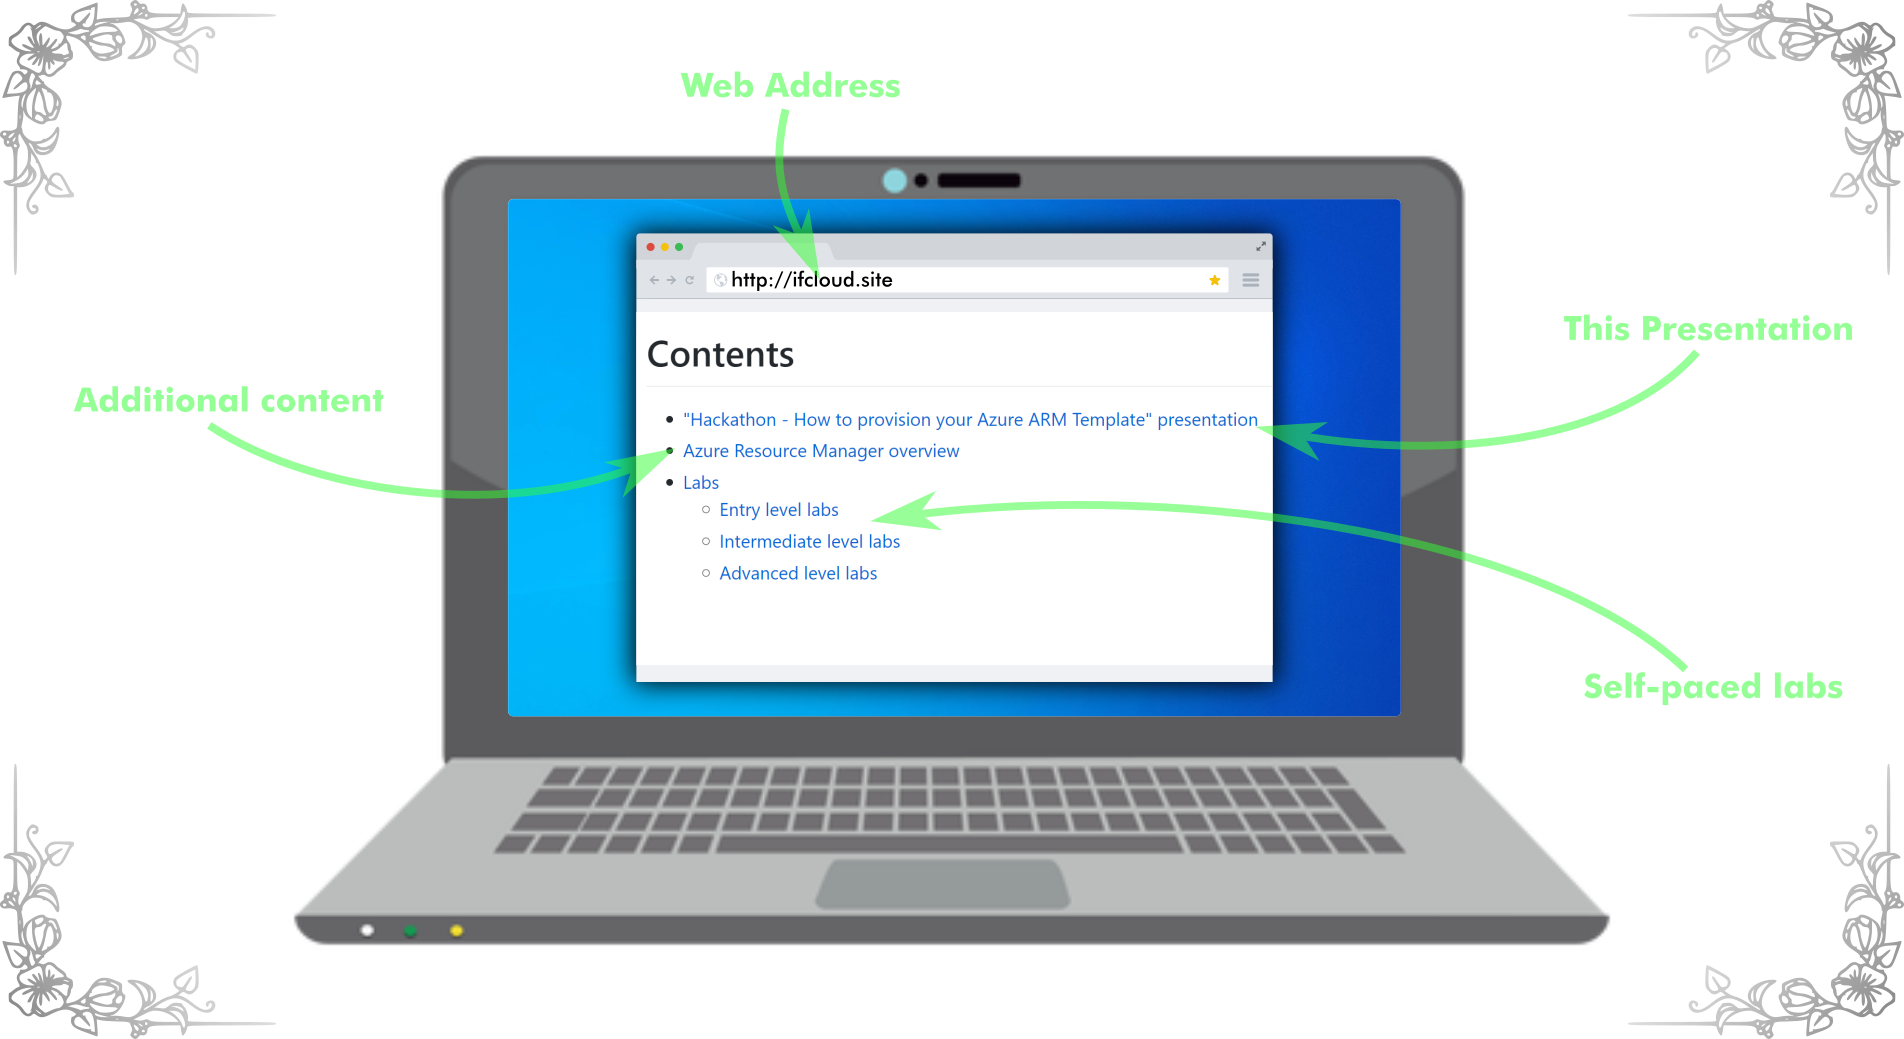 Web Address
http://ifcloud.site
This Presentation
Contents
Additional content
"Hackathon - How to provision your Azure ARM Template" presentation
Azure Resource Manager overview
Labs
Entry level labs
Intermediate level labs
Advanced level labs
Self-paced labs